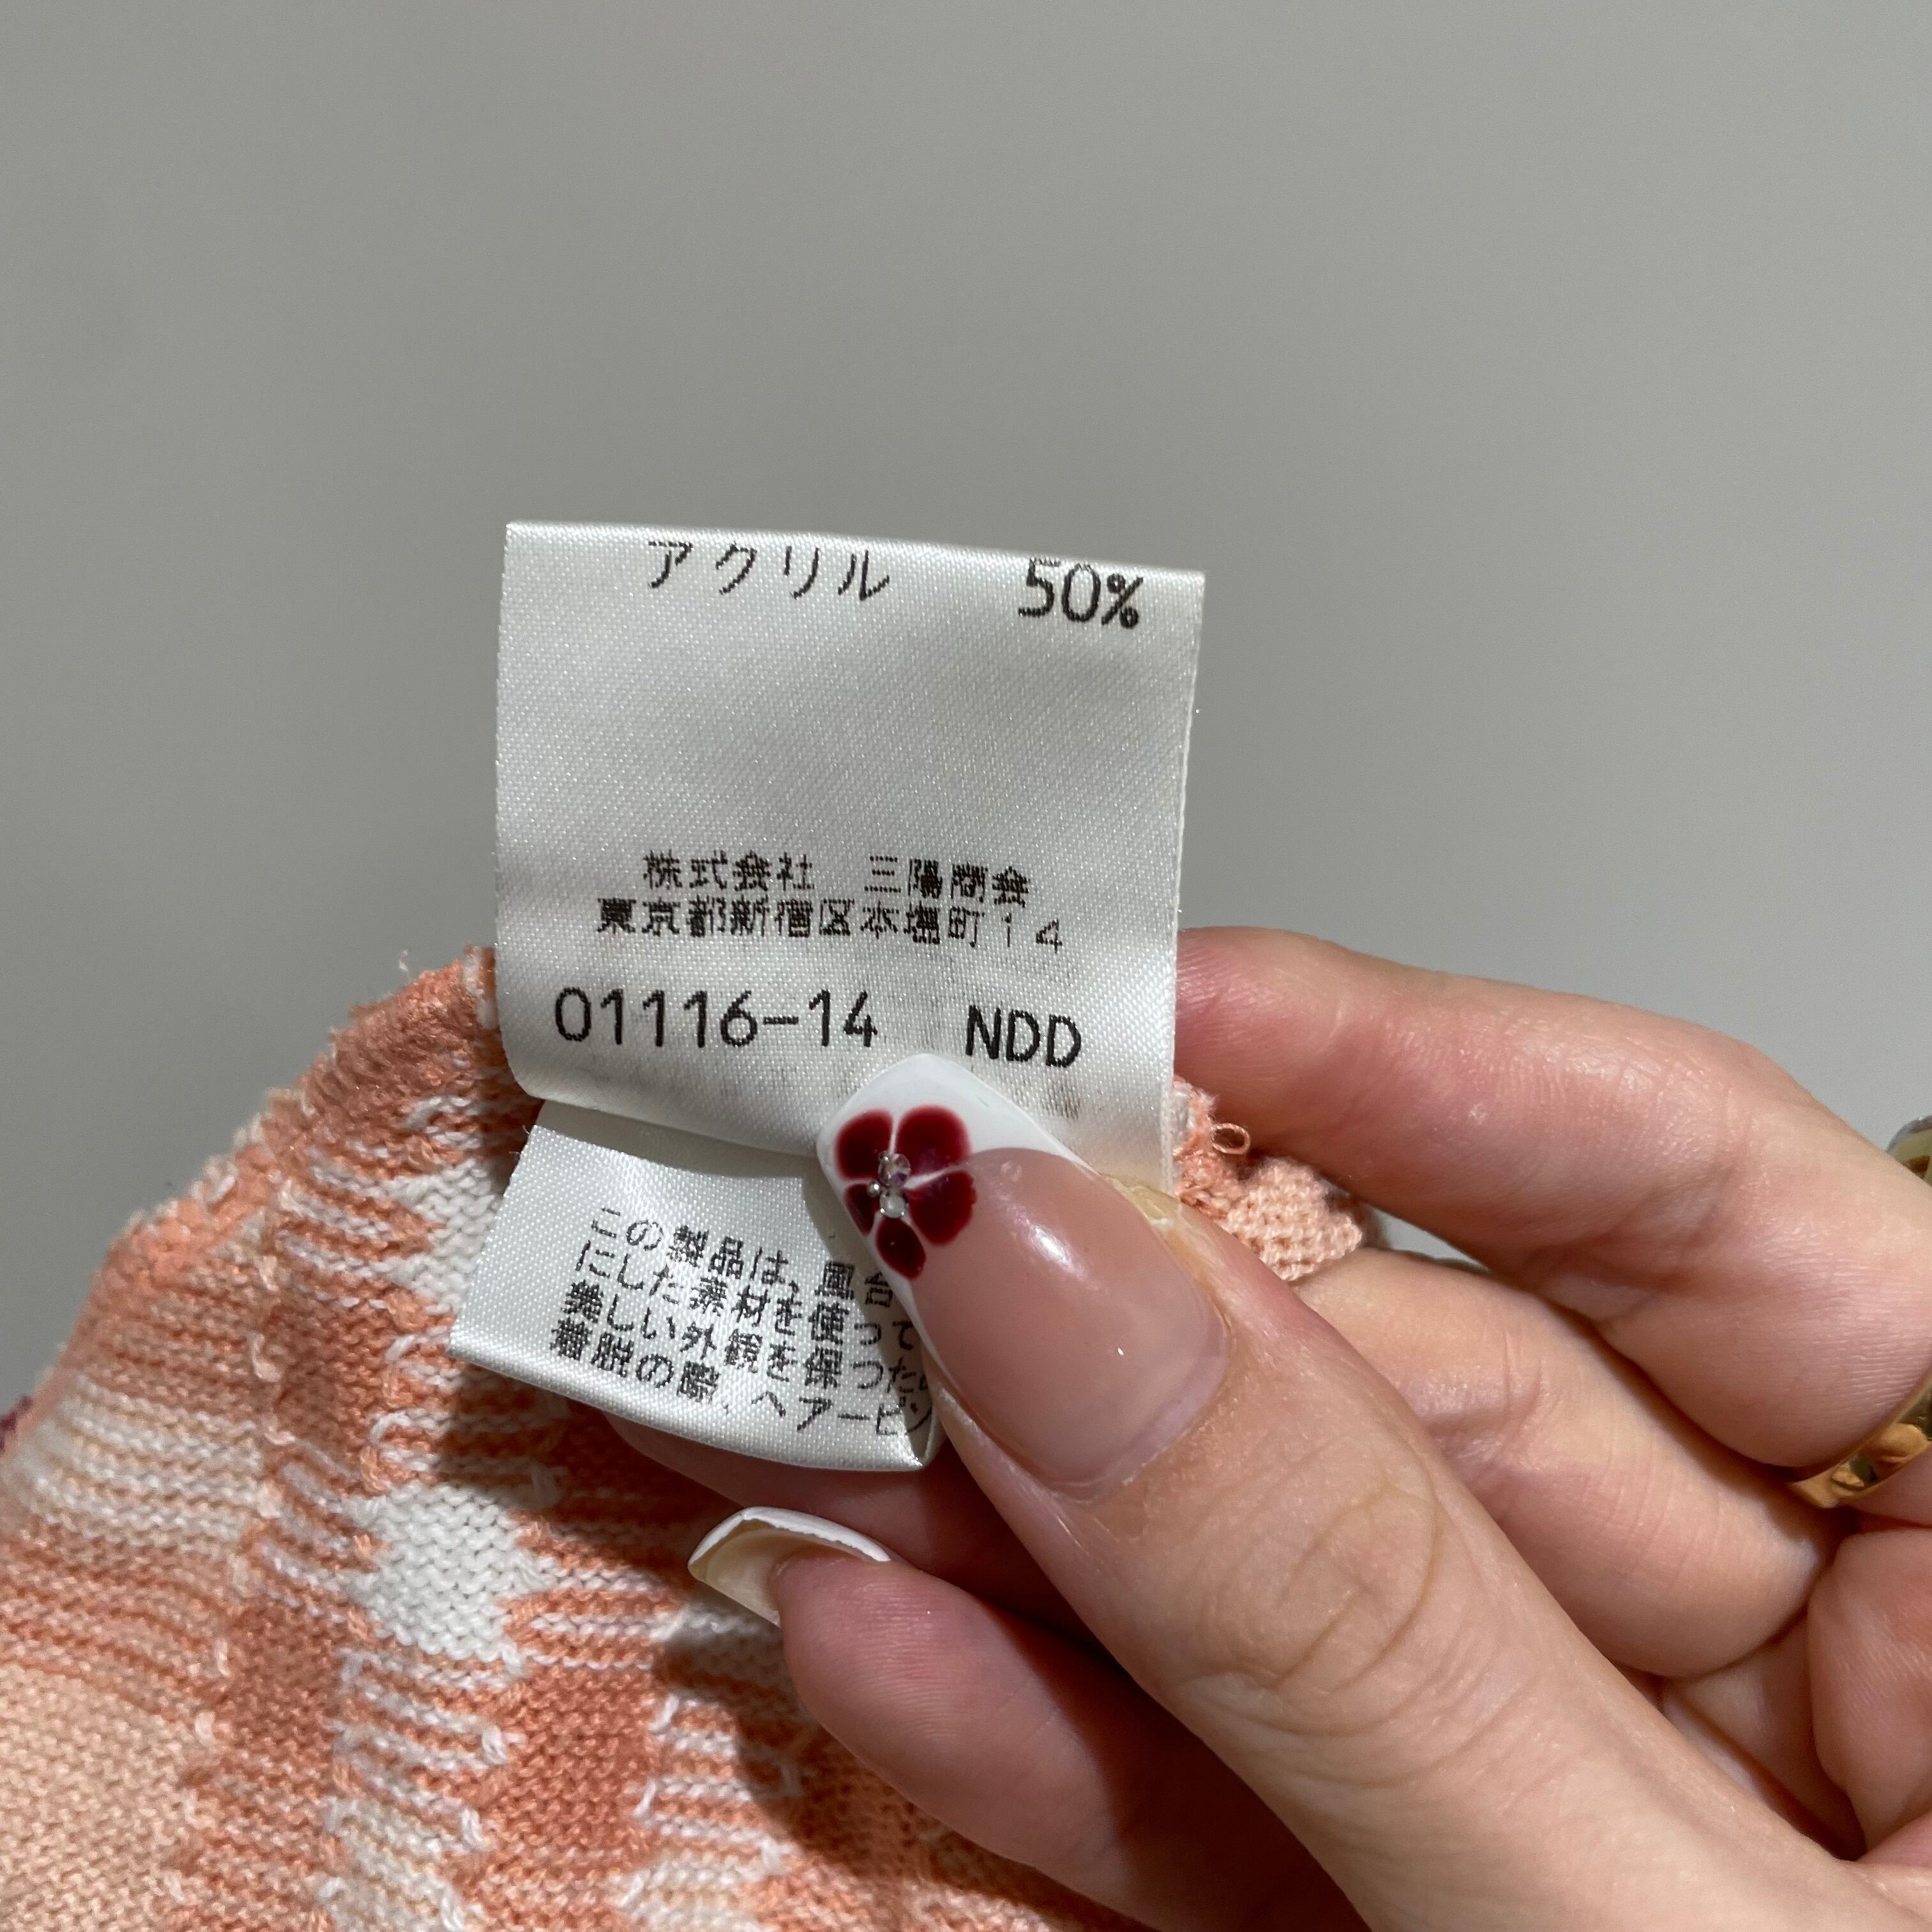 アクリル 50%
株式会社 三陽商会
東京都新宿区本塩町14
01116-14 NDD
この製品は、風合
にした素材を使って
美しい外観を保つため
着脱の際、ヘアーピン